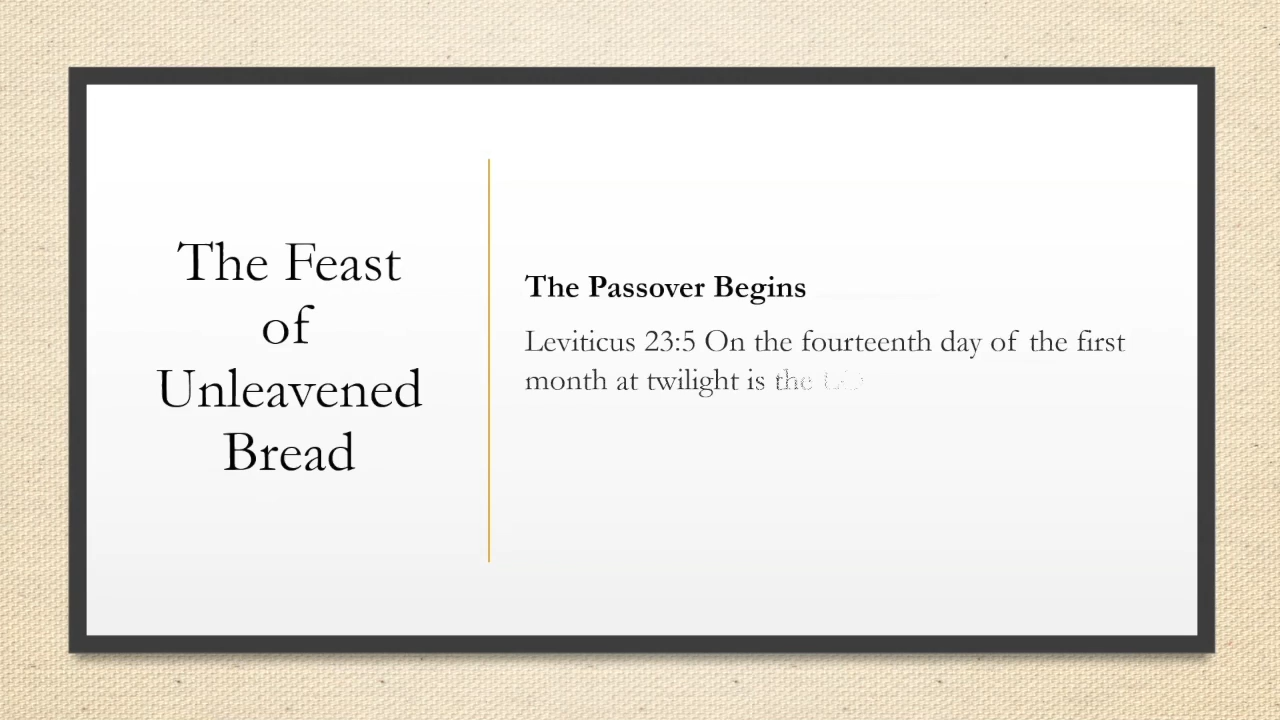 The Feast
of
Unleavened
Bread
The Passover Begins
Leviticus 23:5 On the fourteenth day of the first
month at twilight is the